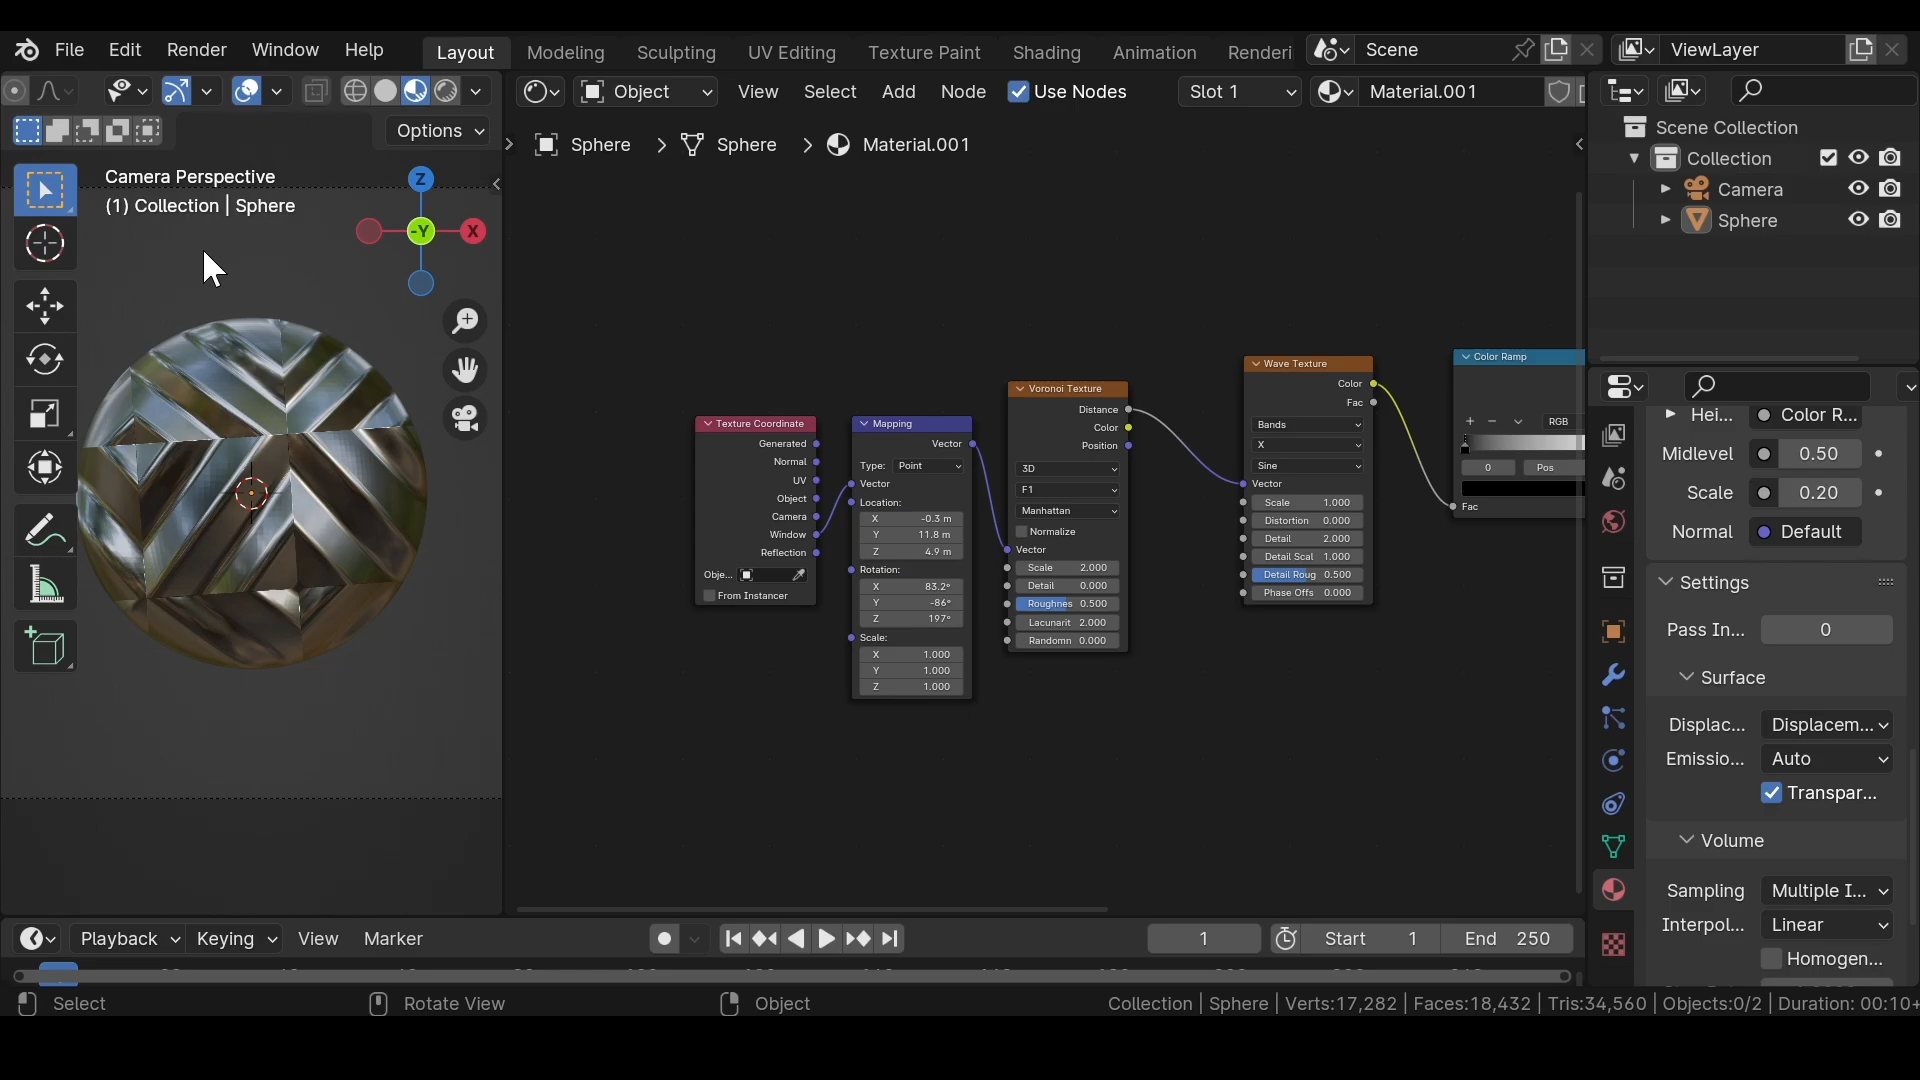 File Edit Render Window Help Layout Modeling Sculpting UV Editing Texture Paint Shading Animation Renderi Scene ViewLayer
Object View Select Add Node Use Nodes Slot 1 Material.001
Options
Sphere Sphere Material.001
Camera Perspective
(1) Collection | Sphere
Z
-Y
X
Scene Collection
Collection
Camera
Sphere
Texture Coordinate
Generated
Normal
UV
Object
Camera
Window
Reflection
Obje...
From Instancer
Mapping
Vector
Type: Point
Vector
Location:
X -0.3 m
Y 11.8 m
Z 4.9 m
Rotation:
X 83.2°
Y -86°
Z 197°
Scale:
X 1.000
Y 1.000
Z 1.000
Voronoi Texture
Distance
Color
Position
3D
F1
Manhattan
Normalize
Vector
Scale 2.000
Detail 0.000
Roughnes 0.500
Lacunarit 2.000
Randomn 0.000
Wave Texture
Color
Fac
Bands
X
Sine
Vector
Scale 1.000
Distortion 0.000
Detail 2.000
Detail Scal 1.000
Detail Roug 0.500
Phase Offs 0.000
Color Ramp
RGB
0 Pos
Fac
Hei... Color R...
Midlevel 0.50
Scale 0.20
Normal Default
Settings
Pass In... 0
Surface
Displac... Displacem...
Emissio... Auto
Transpar...
Volume
Sampling Multiple I...
Interpol... Linear
Homogen...
Playback Keying View Marker 1 Start 1 End 250
Select Rotate View Object Collection | Sphere | Verts:17,282 | Faces:18,432 | Tris:34,560 | Objects:0/2 | Duration: 00:10+